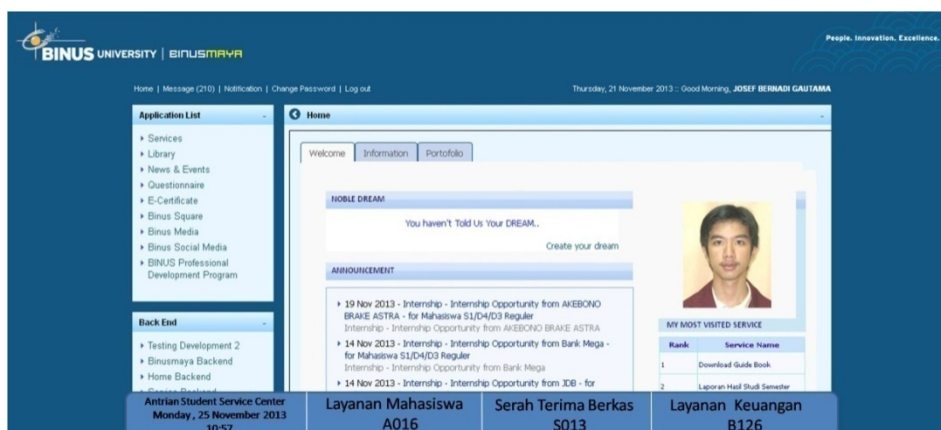 BINUS UNIVERSITY | BINUSMAYA
People. Innovation. Excellence.
Home | Message (210) | Notification | Change Password | Log out
Thursday, 21 November 2013 :: Good Morning, JOSEF BERNADI GAUTAMA
Application List -
Services
Library
News & Events
Questionnaire
E-Certificate
Binus Square
Binus Media
Binus Social Media
BINUS Professional
Development Program
Back End -
Testing Development 2
Binusmaya Backend
Home Backend
Home -
Welcome Information Portofolio
NOBLE DREAM
You haven't Told Us Your DREAM..
Create your dream
ANNOUNCEMENT
19 Nov 2013 - Internship - Internship Opportunity from AKEBONO
BRAKE ASTRA - for Mahasiswa S1/D4/D3 Reguler
Internship - Internship Opportunity from AKEBONO BRAKE ASTRA
14 Nov 2013 - Internship - Internship Opportunity from Bank Mega -
for Mahasiswa S1/D4/D3 Reguler
Internship - Internship Opportunity from Bank Mega
14 Nov 2013 - Internship - Internship Opportunity from JDB - for
MY MOST VISITED SERVICE
Rank Service Name
1 Download Guide Book
2 Laporan Hasil Studi Semester
Antrian Student Service Center
Monday , 25 November 2013
10:57
Layanan Mahasiswa
A016
Serah Terima Berkas
S013
Layanan Keuangan
B126